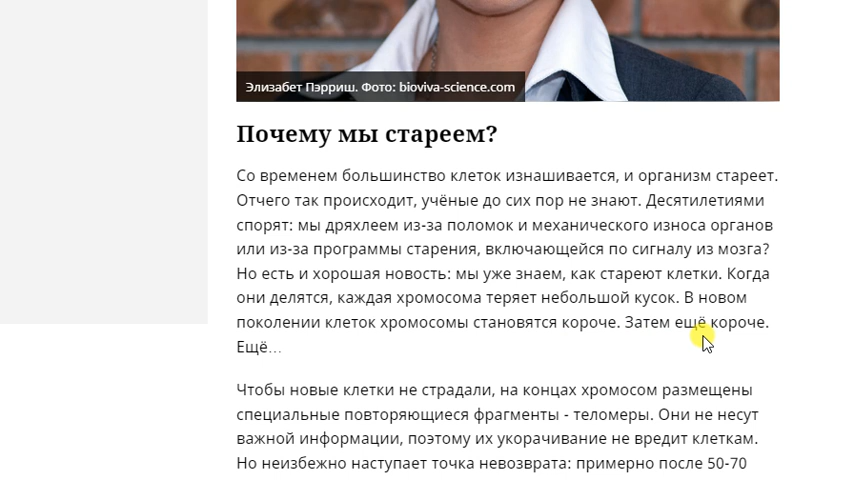 Элизабет Пэрриш. Фото: bioviva-science.com
Почему мы стареем?
Со временем большинство клеток изнашивается, и организм стареет.
Отчего так происходит, учёные до сих пор не знают. Десятилетиями
спорят: мы дряхлеем из-за поломок и механического износа органов
или из-за программы старения, включающейся по сигналу из мозга?
Но есть и хорошая новость: мы уже знаем, как стареют клетки. Когда
они делятся, каждая хромосома теряет небольшой кусок. В новом
поколении клеток хромосомы становятся короче. Затем ещё короче.
Ещё...
Чтобы новые клетки не страдали, на концах хромосом размещены
специальные повторяющиеся фрагменты - теломеры. Они не несут
важной информации, поэтому их укорачивание не вредит клеткам.
Но неизбежно наступает точка невозврата: примерно после 50-70